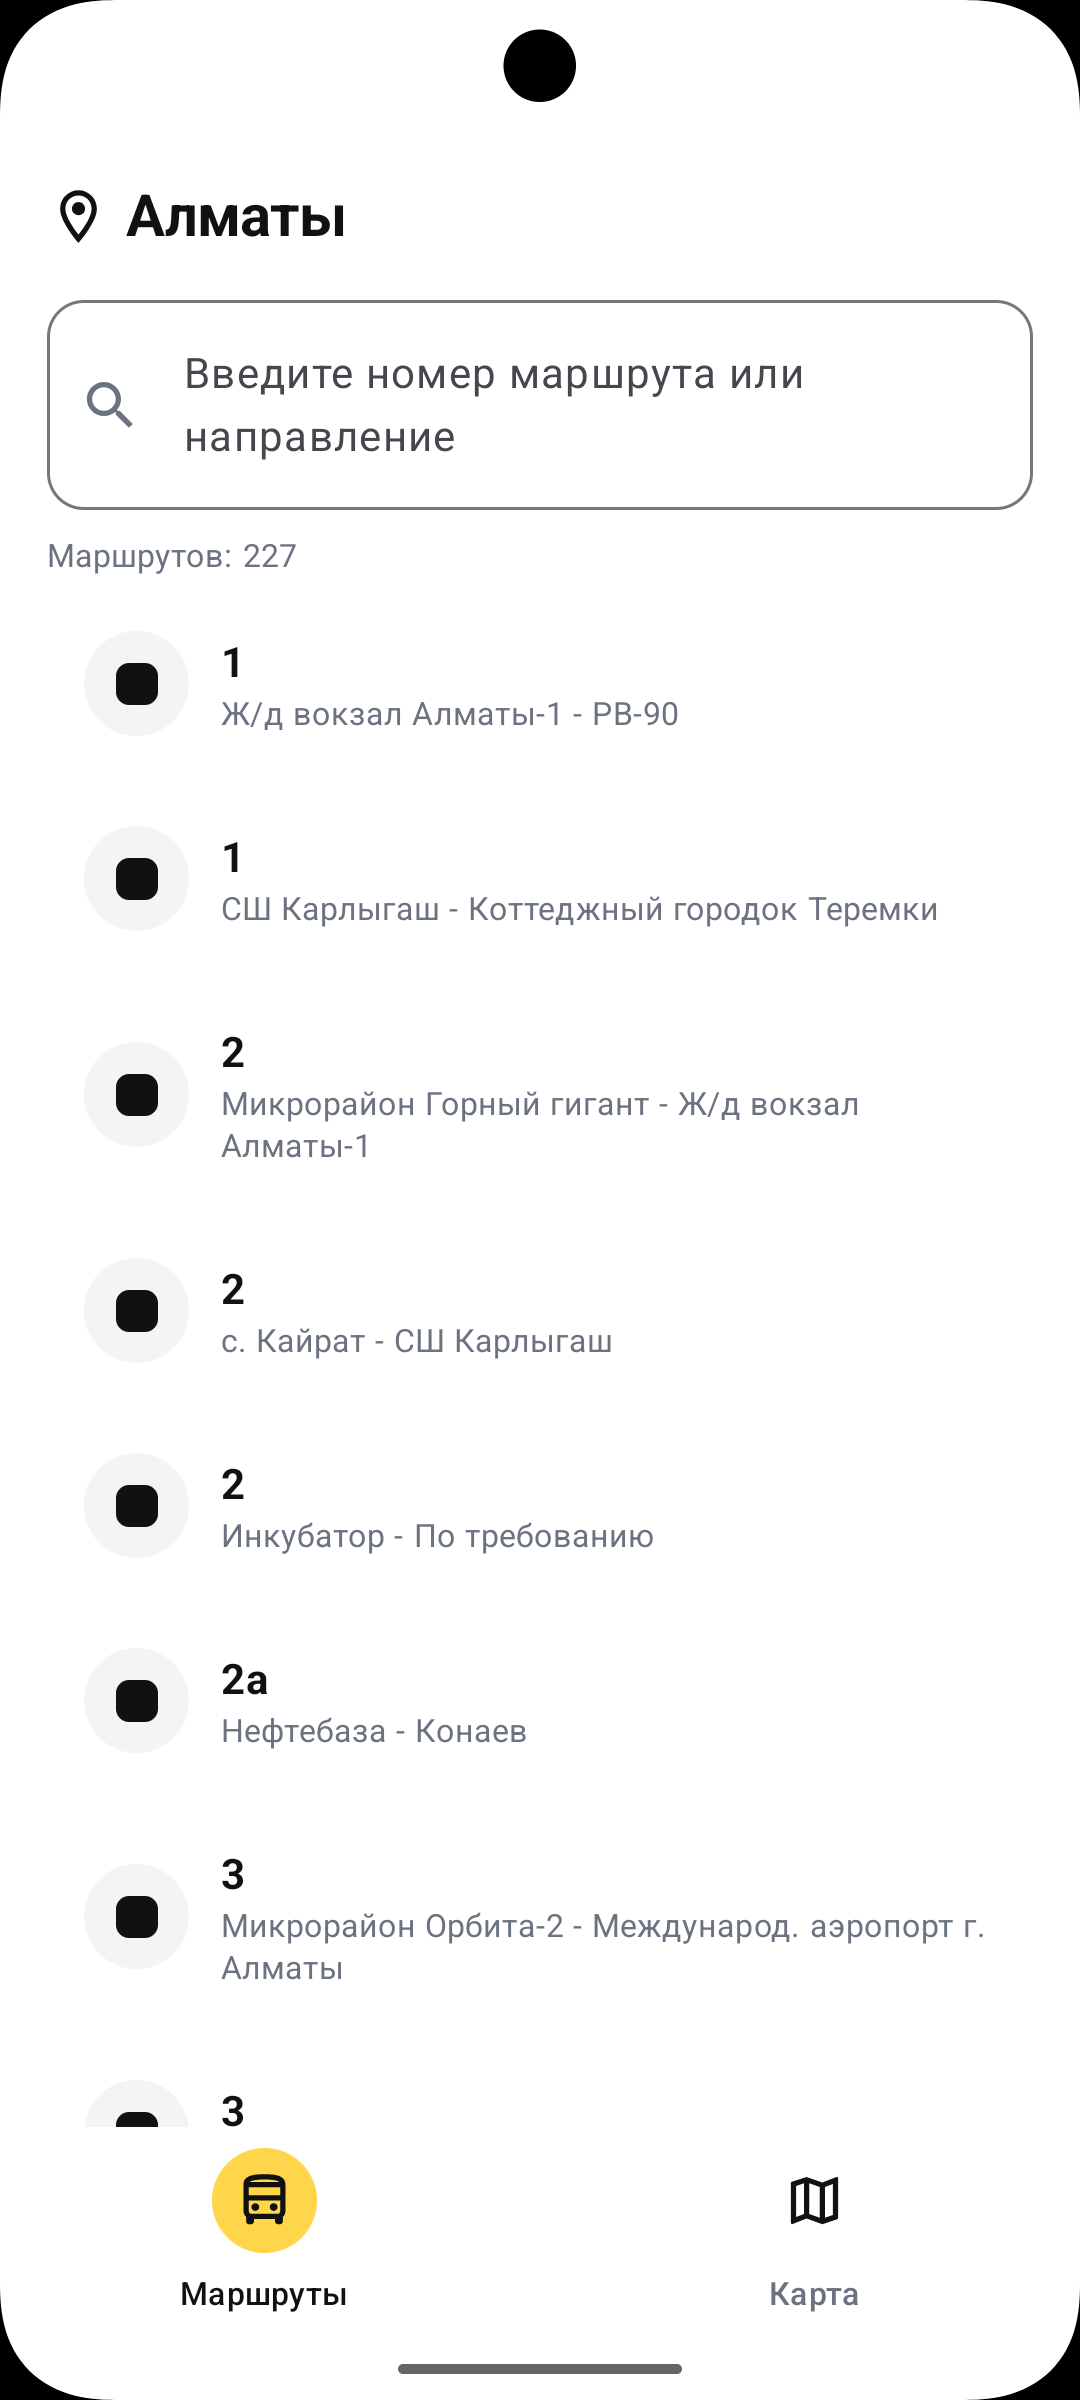 Алматы
Введите номер маршрута или
направление
Маршрутов: 227
1
Ж/д вокзал Алматы-1 - РВ-90
1
СШ Карлыгаш - Коттеджный городок Теремки
2
Микрорайон Горный гигант - Ж/д вокзал
Алматы-1
2
с. Кайрат - СШ Карлыгаш
2
Инкубатор - По требованию
2а
Нефтебаза - Конаев
3
Микрорайон Орбита-2 - Международ. аэропорт г.
Алматы
3
Маршруты
Карта